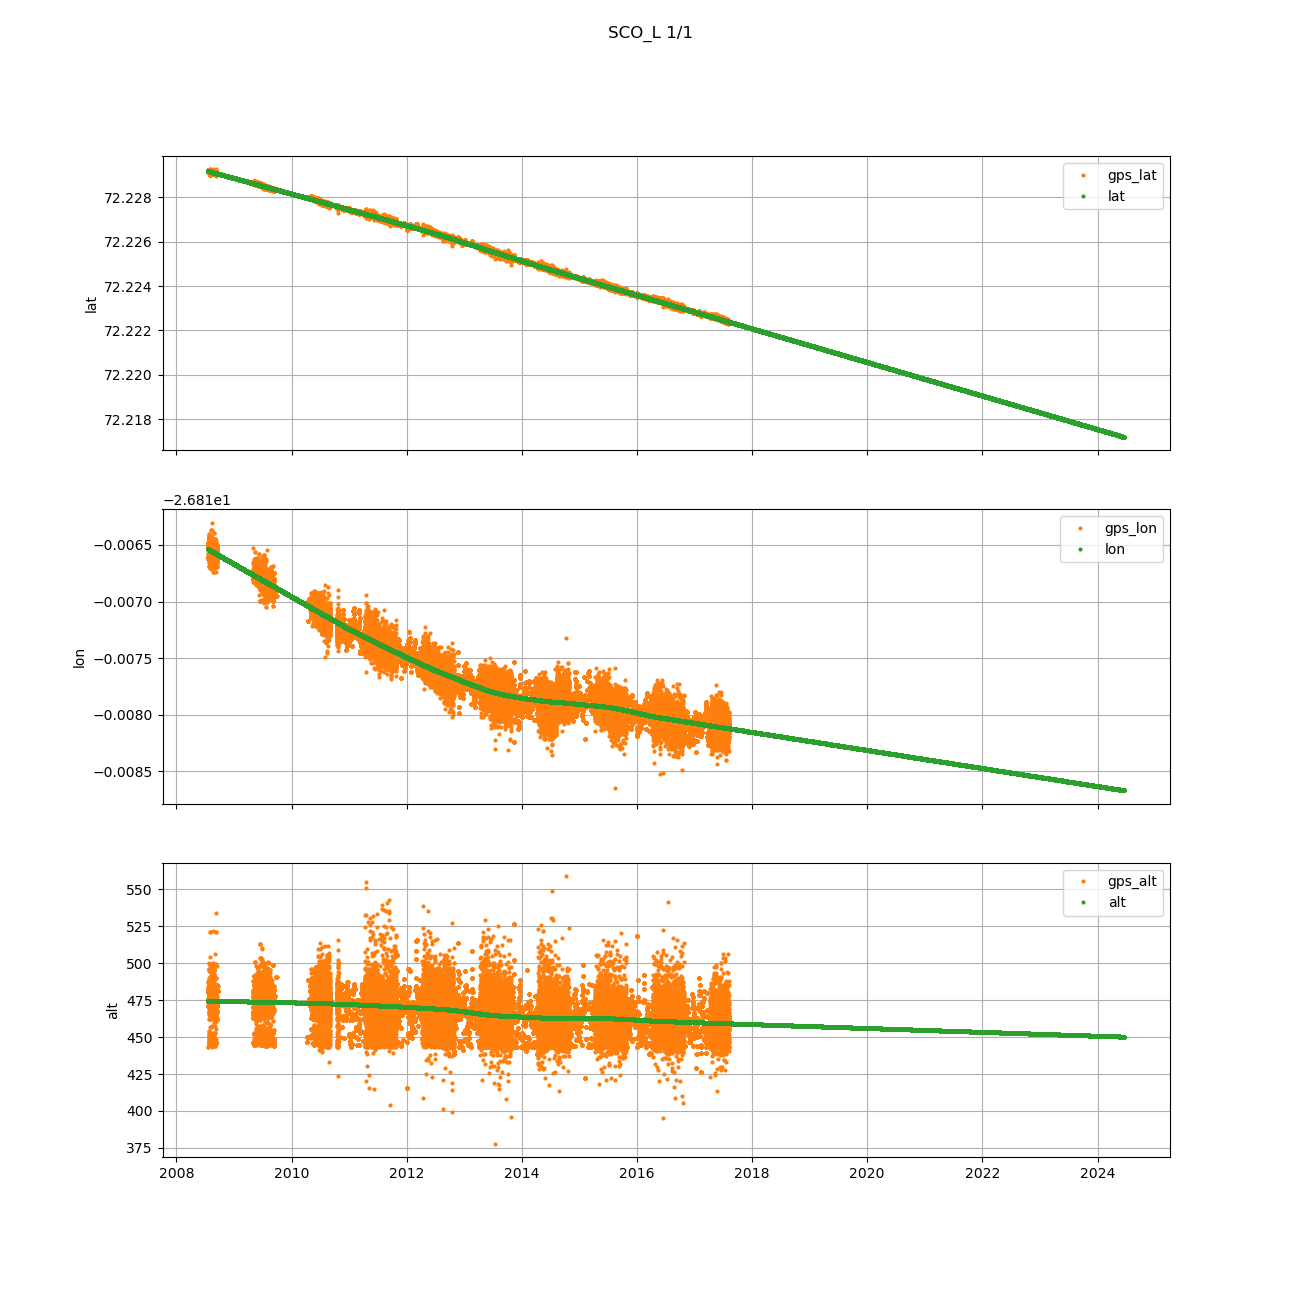 SCO_L 1/1
gps_lat
lat
72.228
72.226
72.224
72.222
72.220
72.218
lat
−2.681e1
gps_lon
lon
−0.0065
−0.0070
−0.0075
−0.0080
−0.0085
lon
gps_alt
alt
550
525
500
475
450
425
400
375
alt
2008 2010 2012 2014 2016 2018 2020 2022 2024